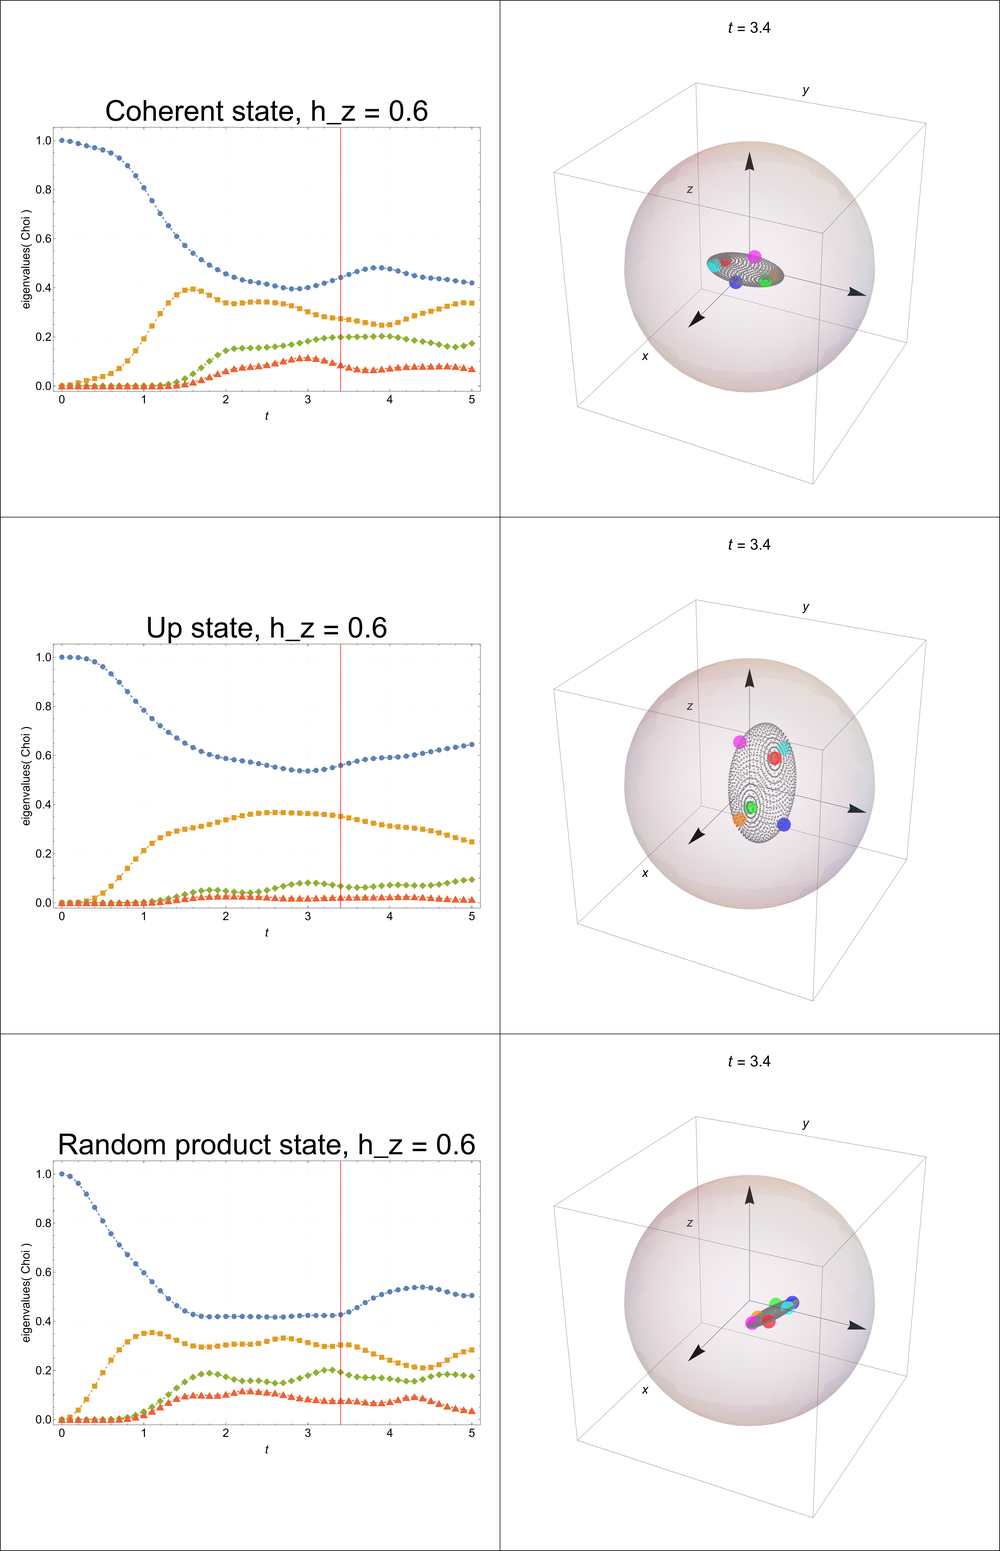 Coherent state, h_z = 0.6
eigenvalues( Choi )
1.0
0.8
0.6
0.4
0.2
0.0
0 1 2 3 4 5
t
t = 3.4
y
z
x
Up state, h_z = 0.6
eigenvalues( Choi )
1.0
0.8
0.6
0.4
0.2
0.0
0 1 2 3 4 5
t
t = 3.4
y
z
x
Random product state, h_z = 0.6
eigenvalues( Choi )
1.0
0.8
0.6
0.4
0.2
0.0
0 1 2 3 4 5
t
t = 3.4
y
z
x